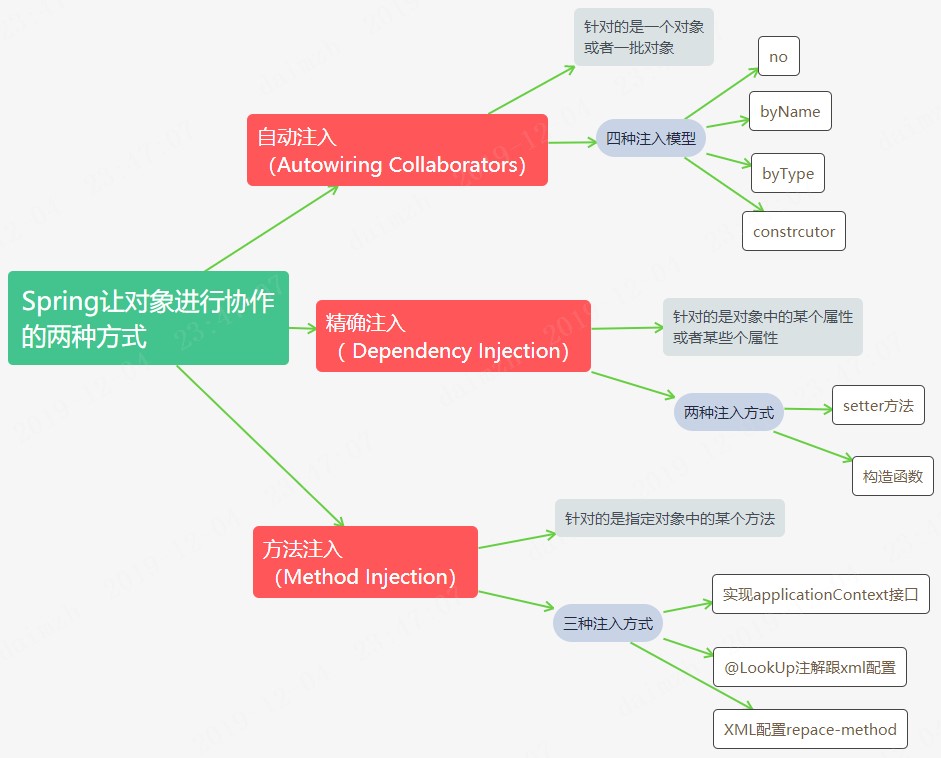 针对的是一个对象
或者一批对象
no
自动注入
（Autowiring Collaborators）
四种注入模型
byName
byType
constrcutor
Spring让对象进行协作
的两种方式
精确注入
（ Dependency Injection）
针对的是对象中的某个属性
或者某些个属性
两种注入方式
setter方法
构造函数
方法注入
（Method Injection）
针对的是指定对象中的某个方法
三种注入方式
实现applicationContext接口
@LookUp注解跟xml配置
XML配置repace-method